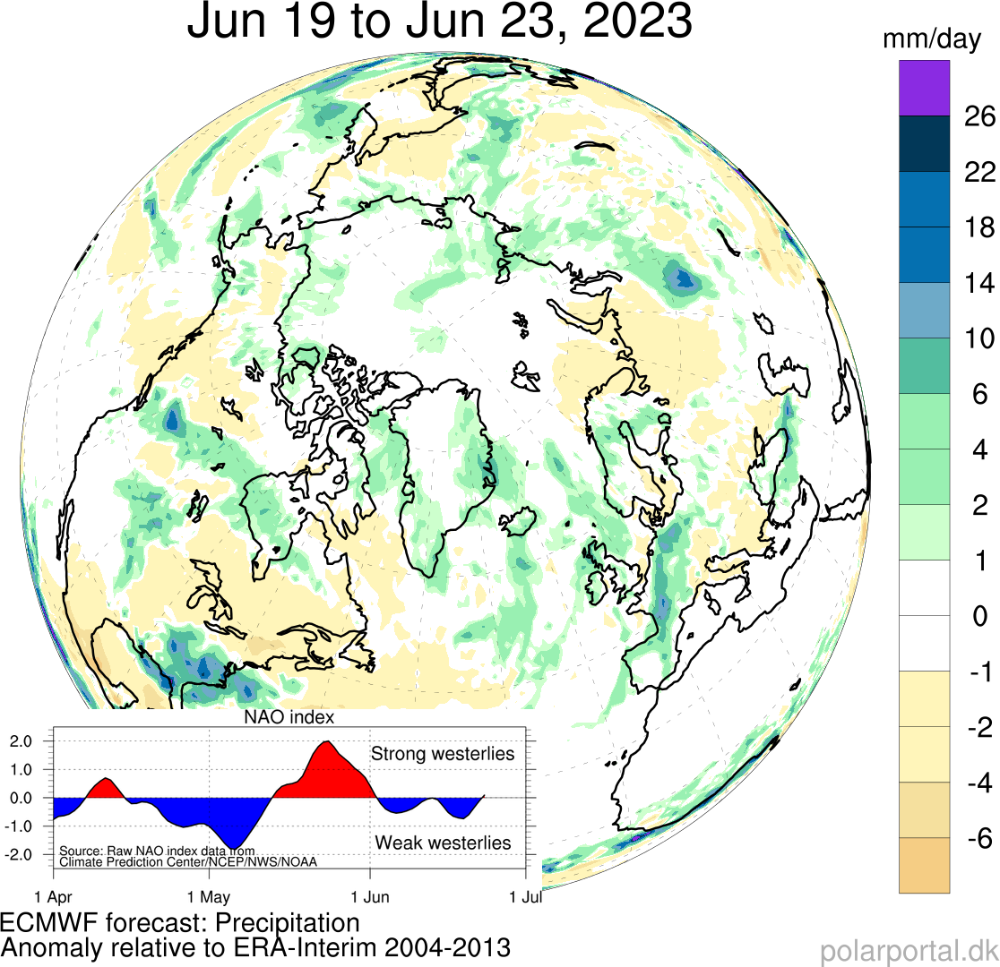 Jun 19 to Jun 23, 2023
mm/day
26
22
18
14
10
6
4
2
1
0
-1
-2
-4
-6
NAO index
2.0
1.0
0.0
-1.0
-2.0
Strong westerlies
Weak westerlies
Source: Raw NAO index data from
Climate Prediction Center/NCEP/NWS/NOAA
1 Apr
1 May
1 Jun
1 Jul
ECMWF forecast: Precipitation
Anomaly relative to ERA-Interim 2004-2013
polarportal.dk